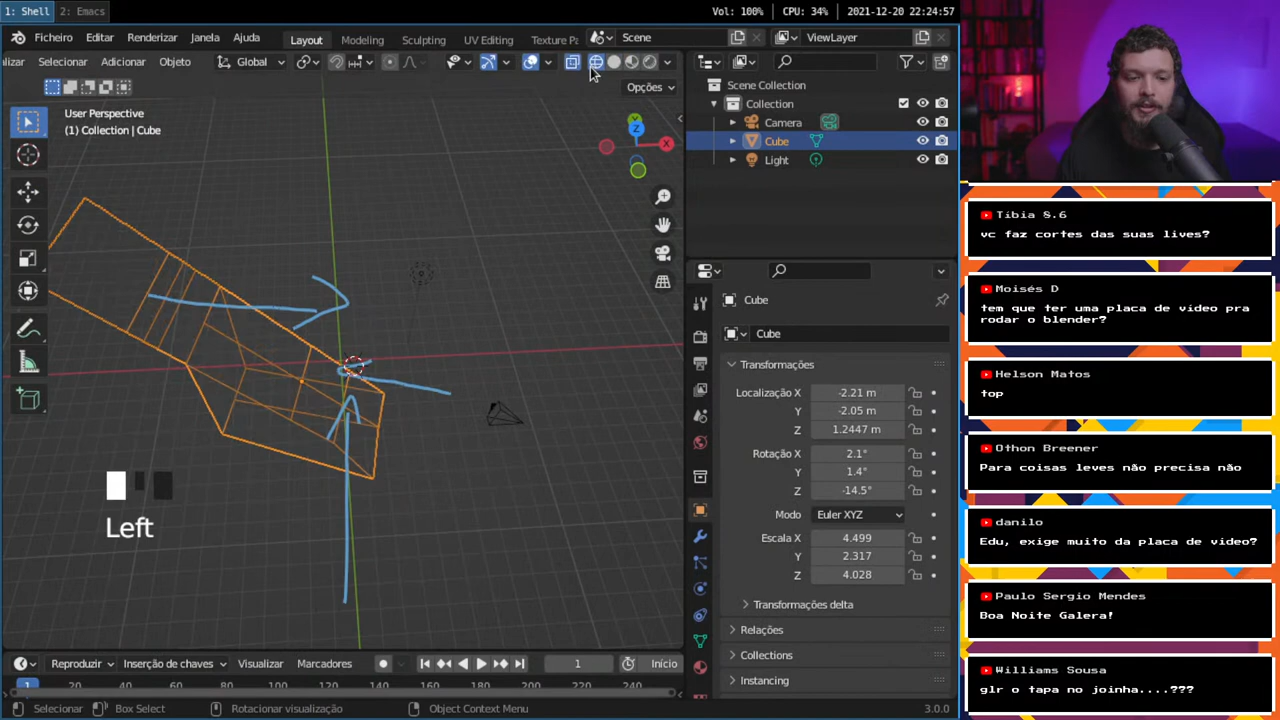 1: Shell
2: Emacs
Vol: 100%
CPU: 34%
2021-12-20 22:24:57
Ficheiro
Editar
Renderizar
Janela
Ajuda
Layout
Modeling
Sculpting
UV Editing
Texture Pa
Scene
ViewLayer
lizar
Selecionar
Adicionar
Objeto
Global
Opções
User Perspective
(1) Collection | Cube
Z
X
Y
Left
Scene Collection
Collection
Camera
Cube
Light
Cube
Cube
Transformações
Localização X -2.21 m
Y -2.05 m
Z 1.2447 m
Rotação X 2.1°
Y 1.4°
Z -14.5°
Modo Euler XYZ
Escala X 4.499
Y 2.317
Z 4.028
Transformações delta
Relações
Collections
Instancing
Reproduzir
Inserção de chaves
Visualizar
Marcadores
1
Início
1
20
40
60
80
100
120
140
160
180
200
220
240
Selecionar
Box Select
Rotacionar visualização
Object Context Menu
3.0.0
Tibia 8.6
vc faz cortes das suas lives?
Moisés D
tem que ter uma placa de vídeo pra
rodar o blender?
Helson Matos
top
Othon Breener
Para coisas leves não precisa não
danilo
Edu, exige muito da placa de video?
Paulo Sergio Mendes
Boa Noite Galera!
Williams Sousa
glr o tapa no joinha....???